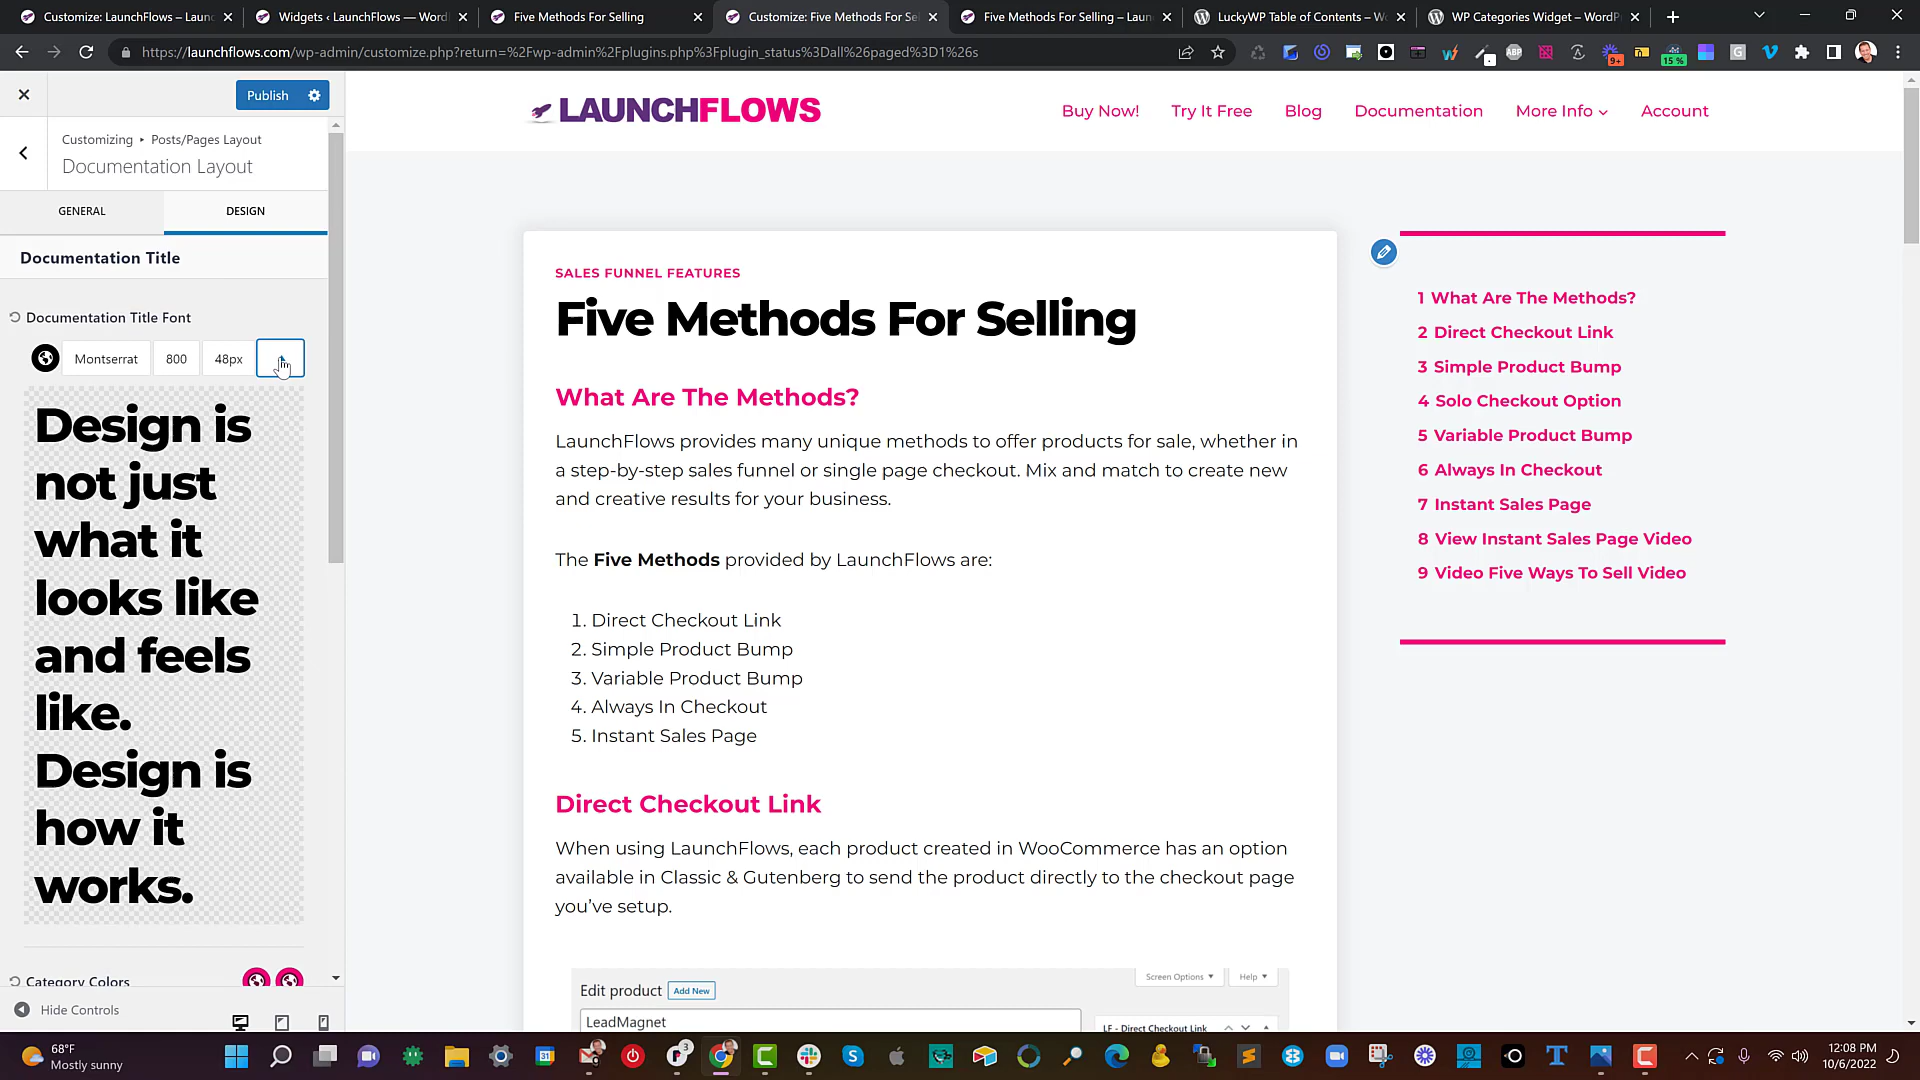 Customize: LaunchFlows – Laun
Widgets ‹ LaunchFlows — Word
Five Methods For Selling
Customize: Five Methods For Se
Five Methods For Selling – Laun
LuckyWP Table of Contents – W
WP Categories Widget – WordP
https://launchflows.com/wp-admin/customize.php?return=%2Fwp-admin%2Fplugins.php%3Fplugin_status%3Dall%26paged%3D1%26s
ABP
9+
15 %
G
Publish
Customizing ▸ Posts/Pages Layout
Documentation Layout
GENERAL
DESIGN
Documentation Title
Documentation Title Font
Montserrat
800
48px
Design is
not just
what it
looks like
and feels
like.
Design is
how it
works.
Category Colors
Hide Controls
LAUNCHFLOWS
Buy Now!
Try It Free
Blog
Documentation
More Info
Account
SALES FUNNEL FEATURES
Five Methods For Selling
What Are The Methods?
LaunchFlows provides many unique methods to offer products for sale, whether in
a step-by-step sales funnel or single page checkout. Mix and match to create new
and creative results for your business.
The Five Methods provided by LaunchFlows are:
1. Direct Checkout Link
2. Simple Product Bump
3. Variable Product Bump
4. Always In Checkout
5. Instant Sales Page
Direct Checkout Link
When using LaunchFlows, each product created in WooCommerce has an option
available in Classic & Gutenberg to send the product directly to the checkout page
you've setup.
Screen Options ▼
Help ▼
Edit product
Add New
LeadMagnet
LF - Direct Checkout Link
1 What Are The Methods?
2 Direct Checkout Link
3 Simple Product Bump
4 Solo Checkout Option
5 Variable Product Bump
6 Always In Checkout
7 Instant Sales Page
8 View Instant Sales Page Video
9 Video Five Ways To Sell Video
68°F
Mostly sunny
12:08 PM
10/6/2022